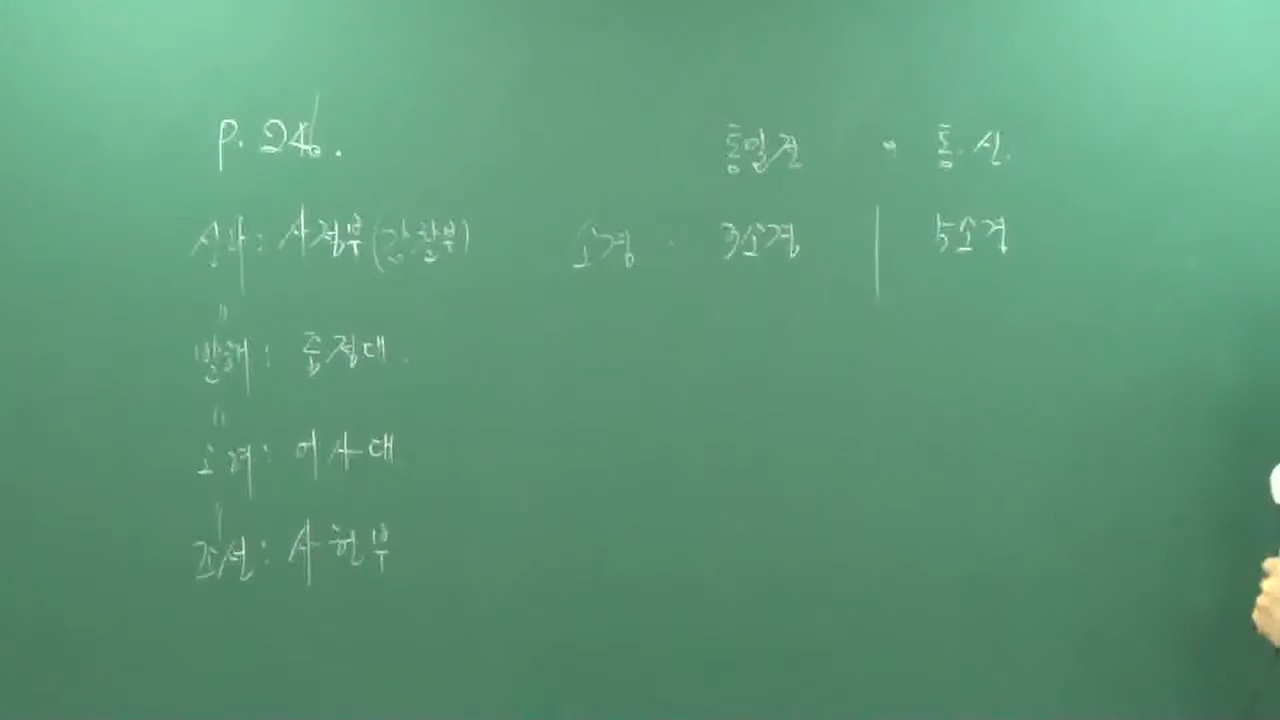 P. 24.
통일전 통.신.
신라: 사정부(감찰부) 소경 . 3소경 | 5소경
"
발해: 중정대.
"
고려: 어사대
조선: 사헌부